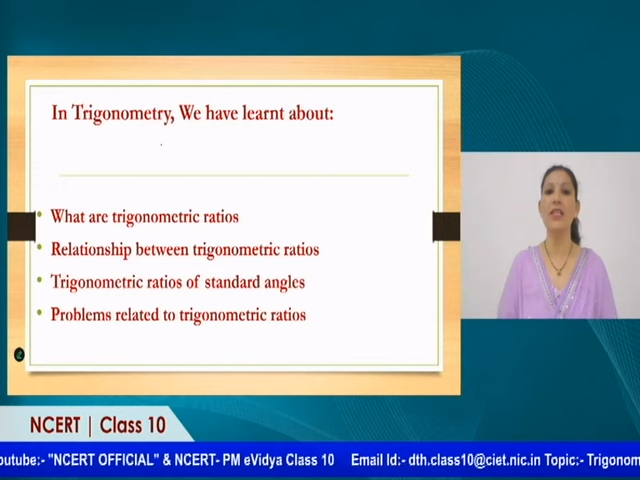 In Trigonometry, We have learnt about:
• What are trigonometric ratios
• Relationship between trigonometric ratios
• Trigonometric ratios of standard angles
• Problems related to trigonometric ratios
NCERT | Class 10
outube:- "NCERT OFFICIAL" & NCERT- PM eVidya Class 10 Email Id:- dth.class10@ciet.nic.in Topic:- Trigonom